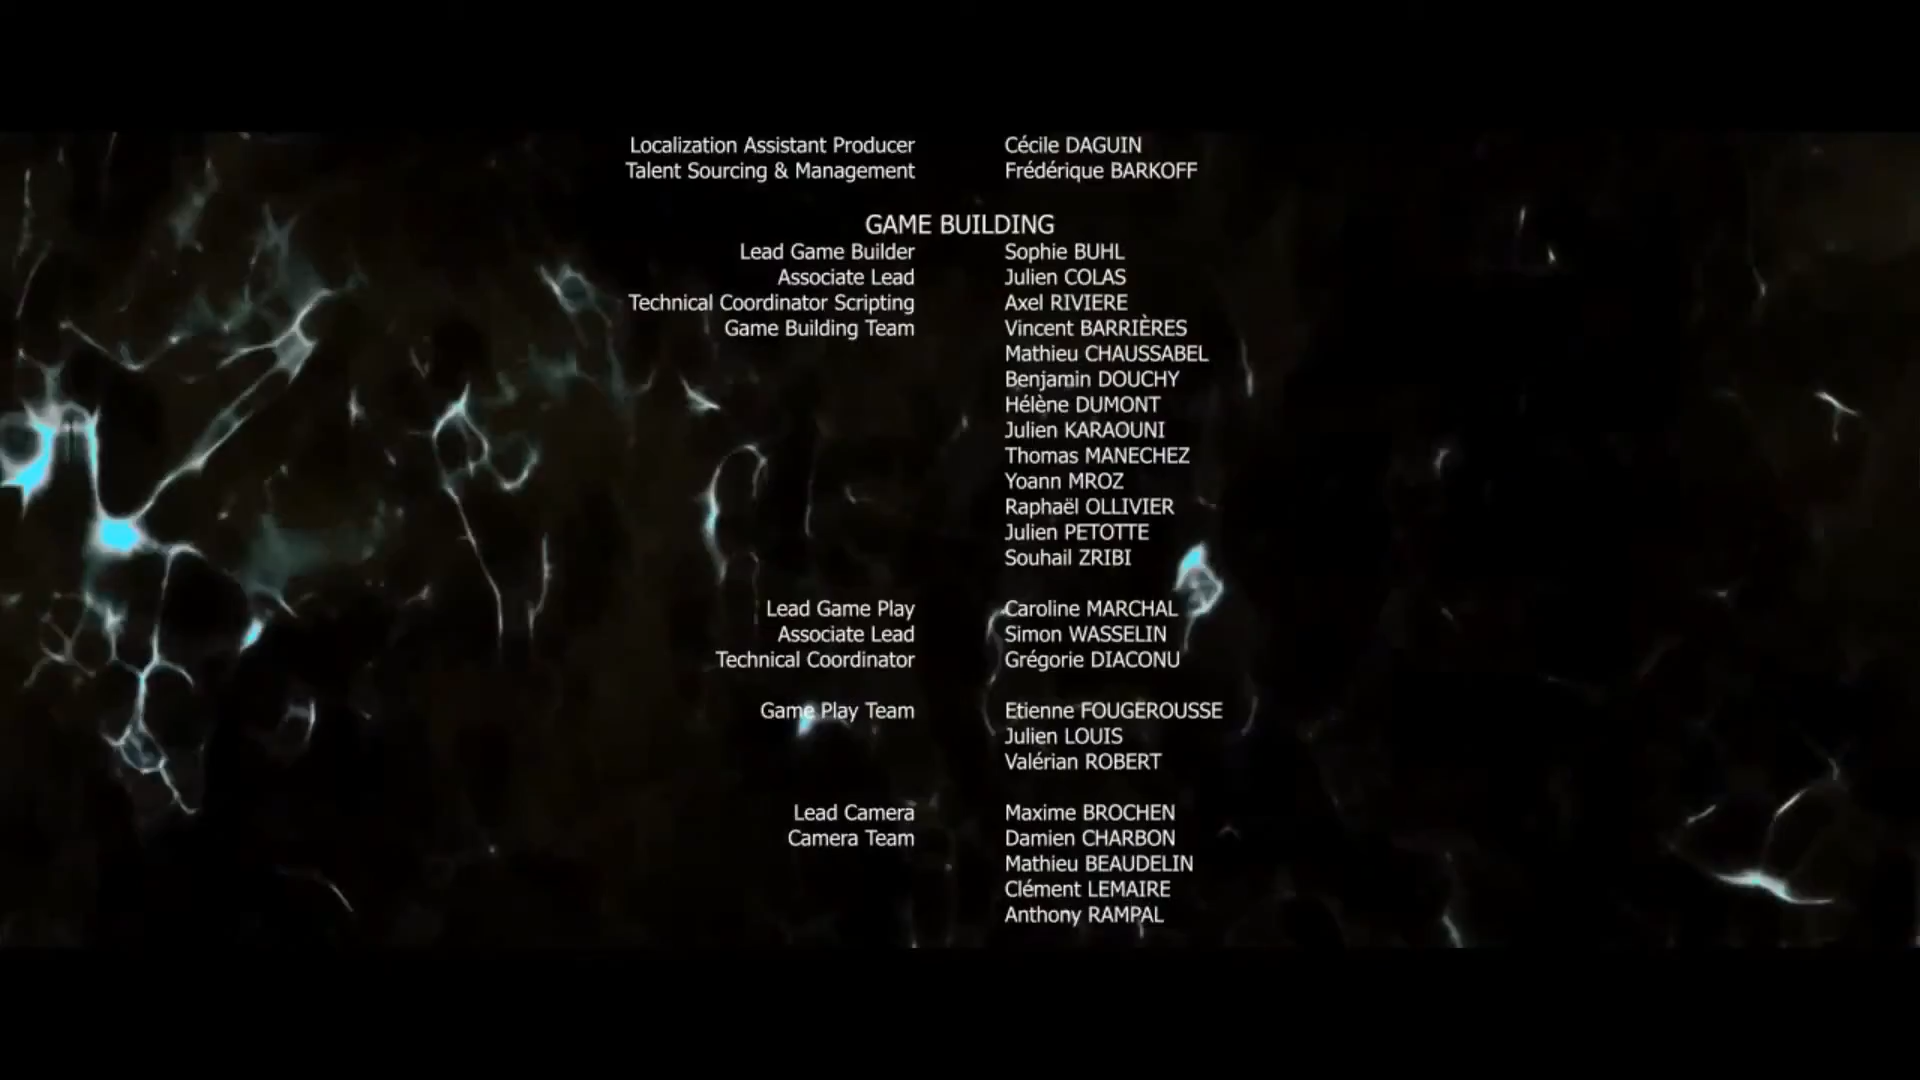 Localization Assistant Producer Cécile DAGUIN
Talent Sourcing & Management Frédérique BARKOFF
GAME BUILDING
Lead Game Builder Sophie BUHL
Associate Lead Julien COLAS
Technical Coordinator Scripting Axel RIVIERE
Game Building Team Vincent BARRIÈRES
Mathieu CHAUSSABEL
Benjamin DOUCHY
Hélène DUMONT
Julien KARAOUNI
Thomas MANECHEZ
Yoann MROZ
Raphaël OLLIVIER
Julien PETOTTE
Souhail ZRIBI
Lead Game Play Caroline MARCHAL
Associate Lead Simon WASSELIN
Technical Coordinator Grégorie DIACONU
Game Play Team Etienne FOUGEROUSSE
Julien LOUIS
Valérian ROBERT
Lead Camera Maxime BROCHEN
Camera Team Damien CHARBON
Mathieu BEAUDELIN
Clément LEMAIRE
Anthony RAMPAL